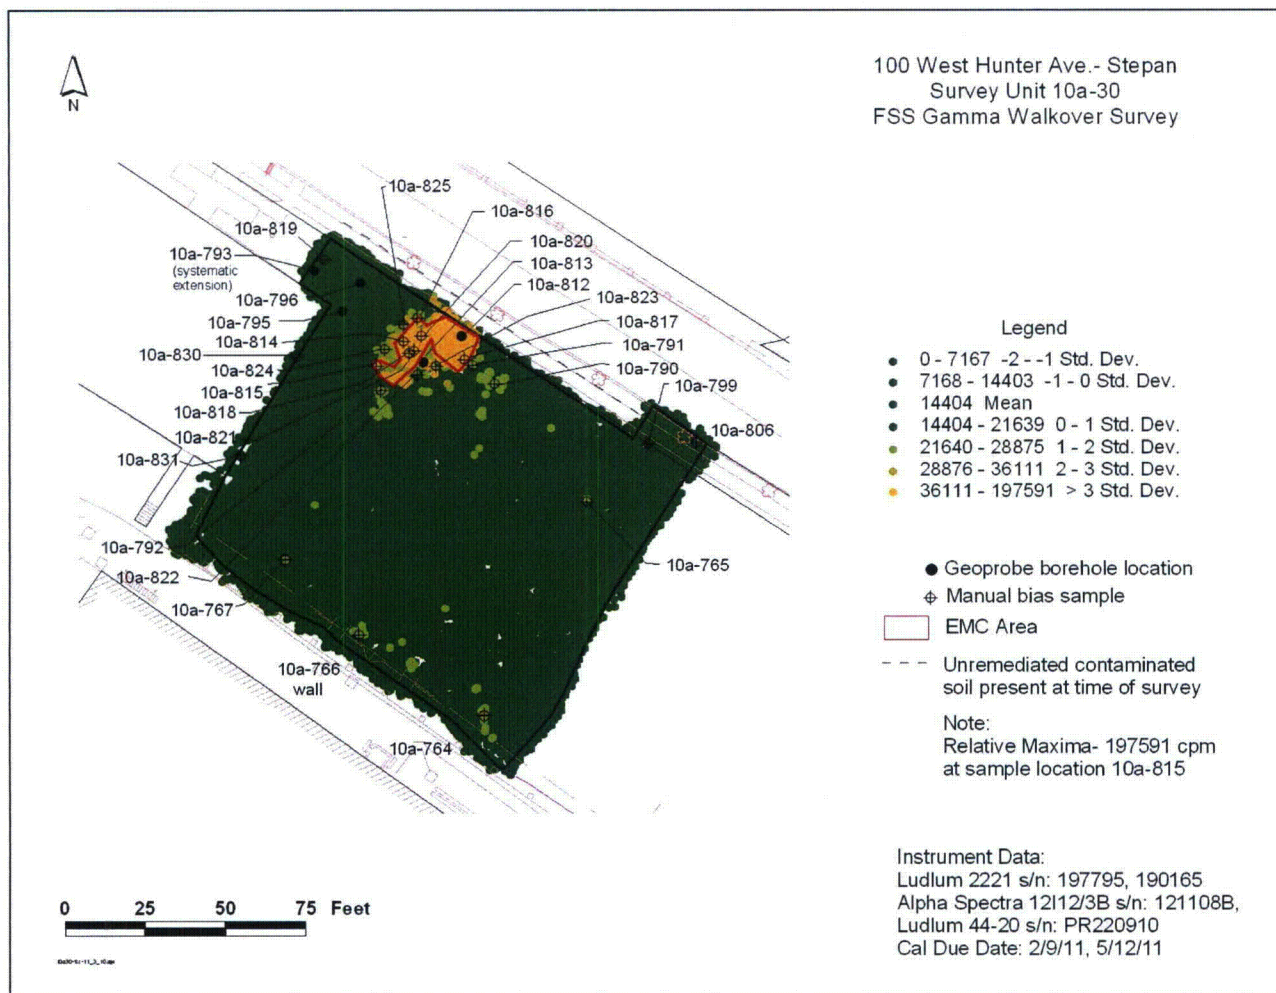 100 West Hunter Ave.- Stepan
Survey Unit 10a-30
FSS Gamma Walkover Survey
N
10a-825
10a-816
10a-819
10a-820
10a-793
(systematic
extension)
10a-813
10a-812
10a-796
10a-823
10a-795
10a-817
10a-814
10a-791
10a-830
10a-790
10a-824
10a-799
10a-815
10a-818
10a-806
10a-821
10a-831
10a-792
10a-765
10a-822
10a-767
10a-766
wall
10a-764
Legend
0 - 7167 -2 - -1 Std. Dev.
7168 - 14403 -1 - 0 Std. Dev.
14404 Mean
14404 - 21639 0 - 1 Std. Dev.
21640 - 28875 1 - 2 Std. Dev.
28876 - 36111 2 - 3 Std. Dev.
36111 - 197591 > 3 Std. Dev.
Geoprobe borehole location
Manual bias sample
EMC Area
Unremediated contaminated
soil present at time of survey
Note:
Relative Maxima- 197591 cpm
at sample location 10a-815
Instrument Data:
Ludlum 2221 s/n: 197795, 190165
Alpha Spectra 12I12/3B s/n: 121108B,
Ludlum 44-20 s/n: PR220910
Cal Due Date: 2/9/11, 5/12/11
0 25 50 75 Feet